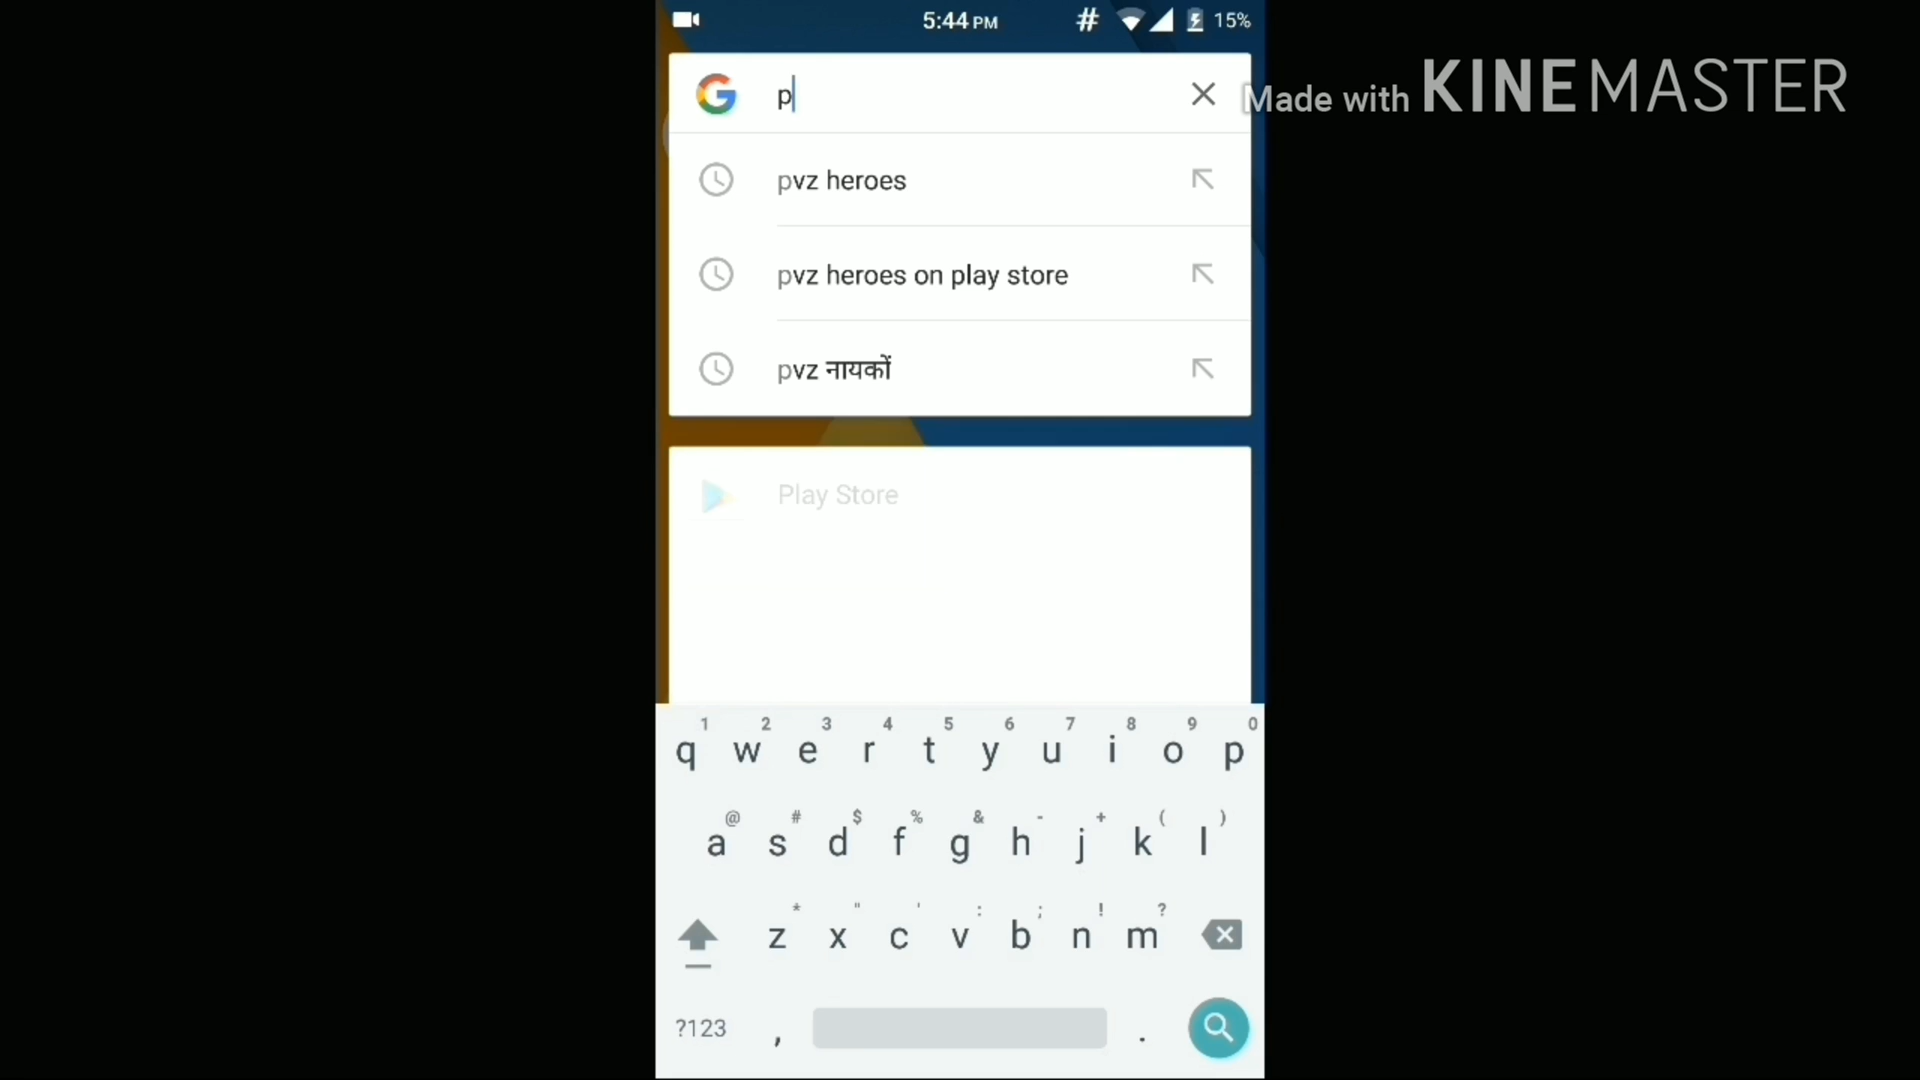 5:44 PM # 15%
Made with KINEMASTER
p
pvz heroes
pvz heroes on play store
pvz नायकों
Play Store
1 2 3 4 5 6 7 8 9 0
q w e r t y u i o p
@ # $ % & - + ( )
a s d f g h j k l
* " ' : ; ! ?
z x c v b n m
?123 , .